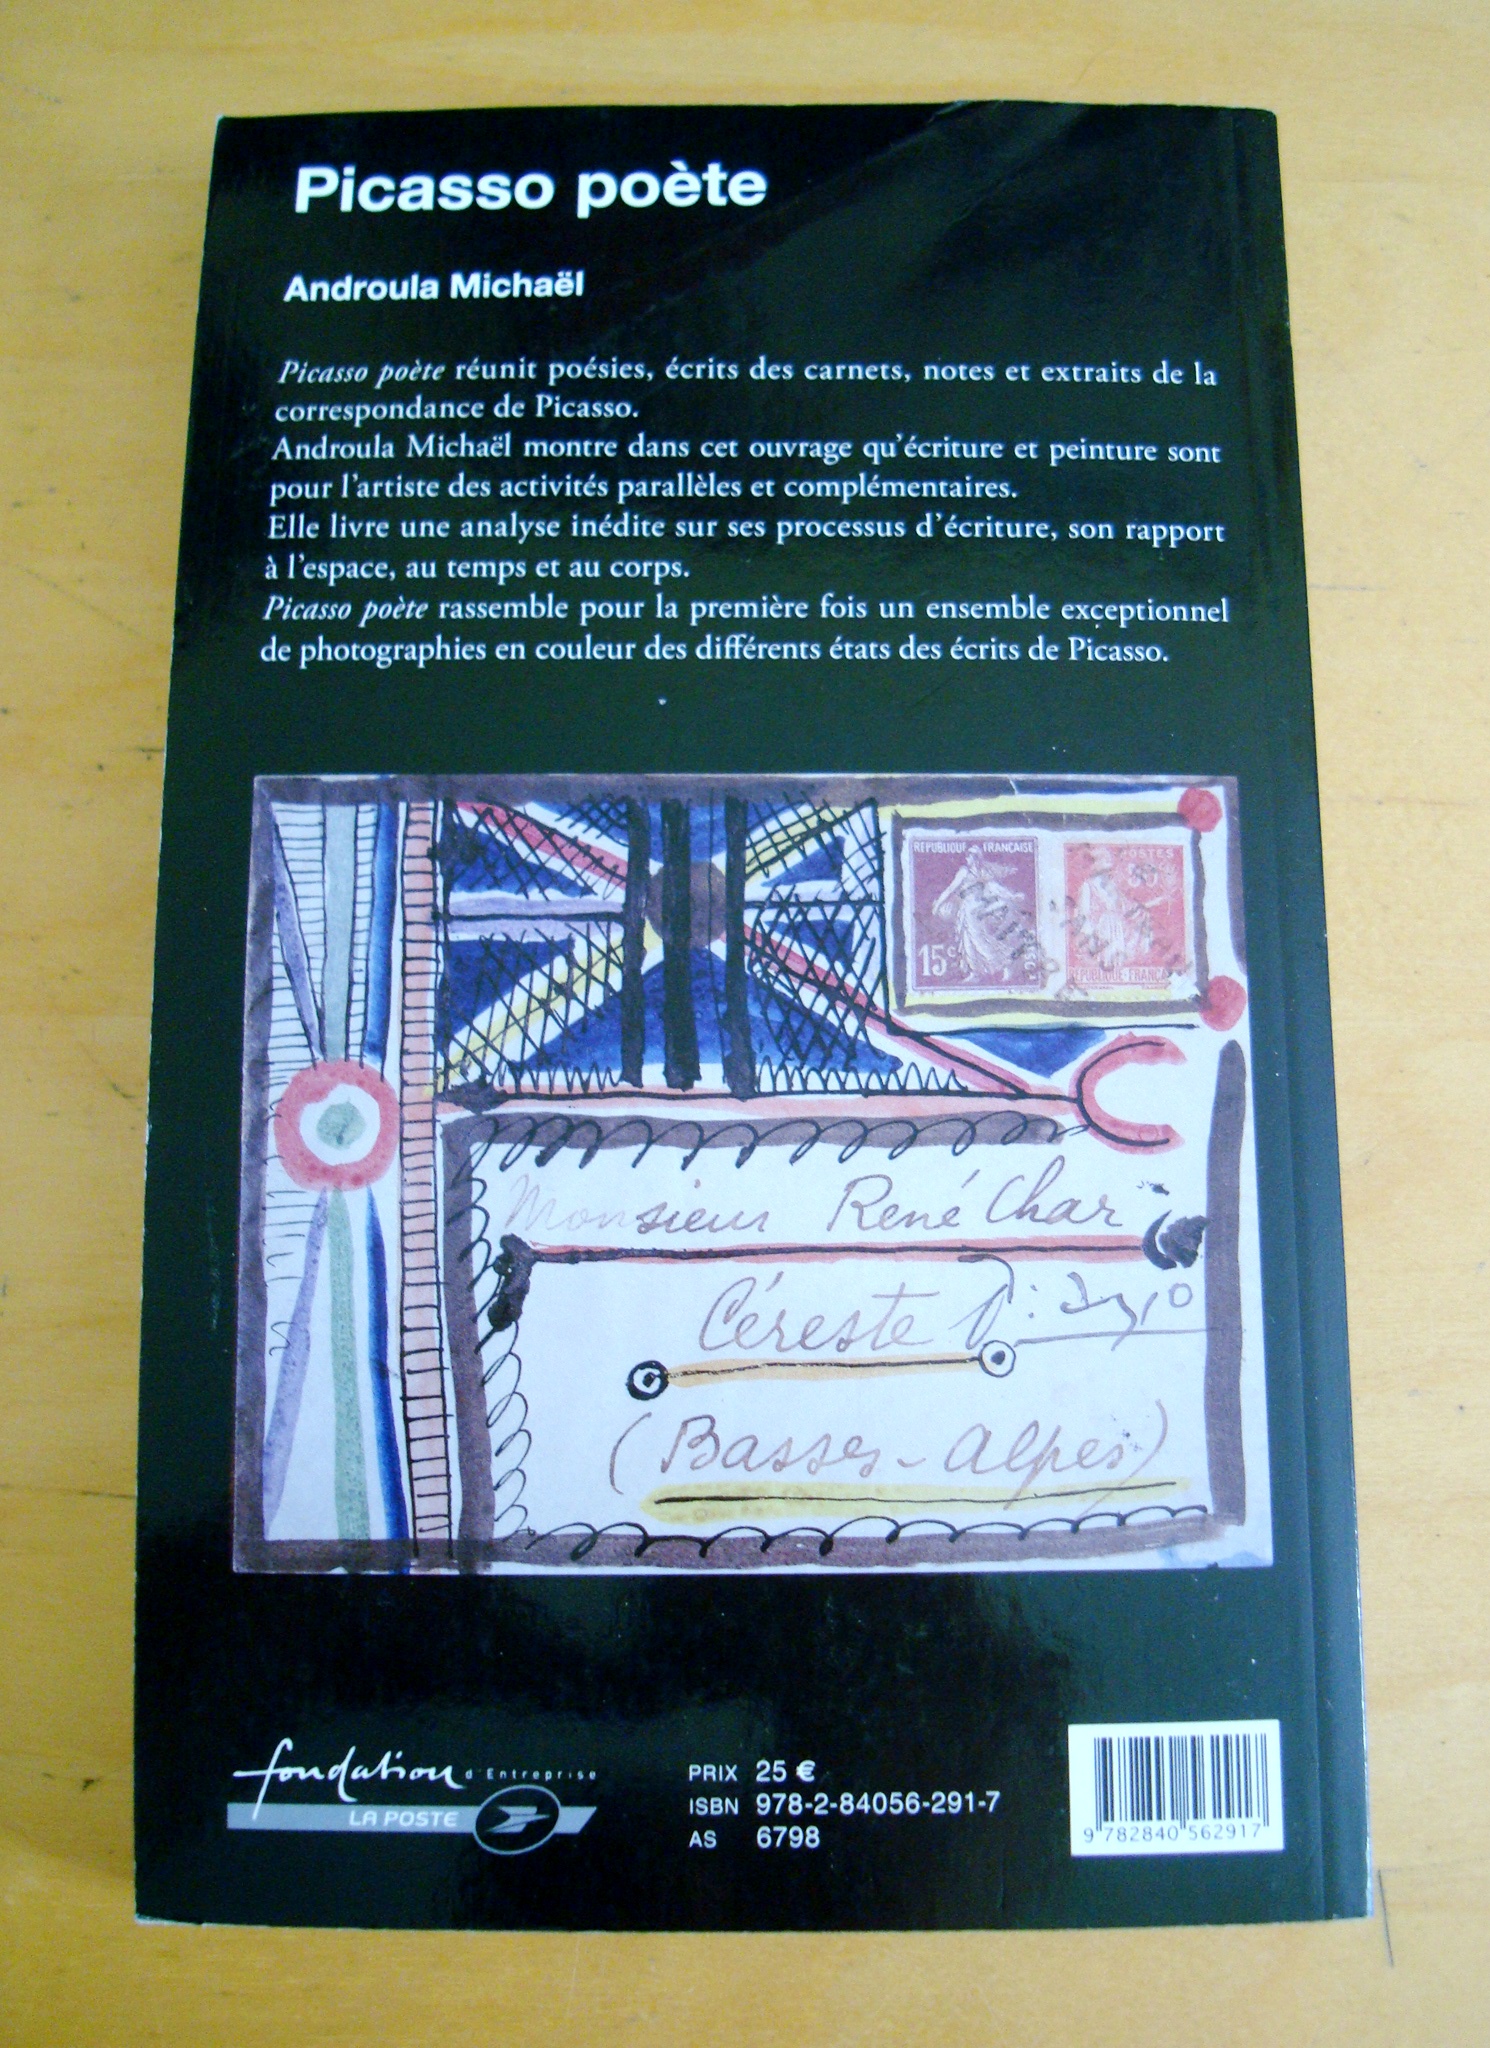 Picasso poète
Androula Michaël
Picasso poète réunit poésies, écrits des carnets, notes et extraits de la
correspondance de Picasso.
Androula Michaël montre dans cet ouvrage qu'écriture et peinture sont
pour l'artiste des activités parallèles et complémentaires.
Elle livre une analyse inédite sur ses processus d'écriture, son rapport
à l'espace, au temps et au corps.
Picasso poète rassemble pour la première fois un ensemble exceptionnel
de photographies en couleur des différents états des écrits de Picasso.
REPUBLIQUE FRANÇAISE
15c
POSTES
REPUBLIQUE-FRANÇAISE
Monsieur René Char
Céreste
(Basses-Alpes)
fondation d'Entreprise
LA POSTE
PRIX 25 €
ISBN 978-2-84056-291-7
AS 6798
9 782840 562917